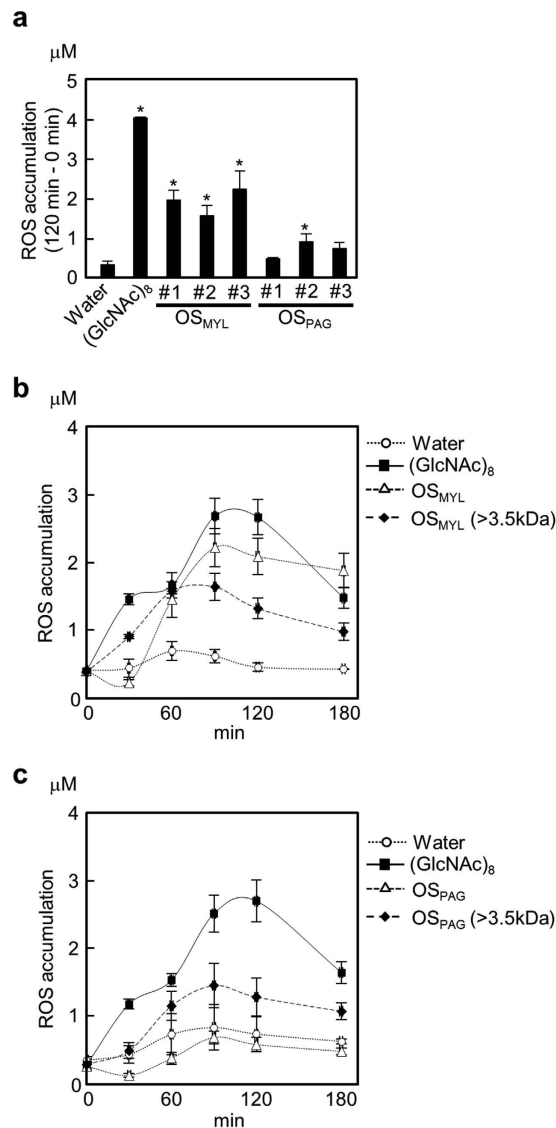 a
μM
ROS accumulation
(120 min - 0 min)
5
4
3
2
1
0
*
*
*
*
*
Water
(GlcNAc)8
#1 #2 #3
OSMYL
#1 #2 #3
OSPAG
b
μM
ROS accumulation
4
3
2
1
0
0 60 120 180
min
Water
(GlcNAc)8
OSMYL
OSMYL (>3.5kDa)
c
μM
ROS accumulation
4
3
2
1
0
0 60 120 180
min
Water
(GlcNAc)8
OSPAG
OSPAG (>3.5kDa)